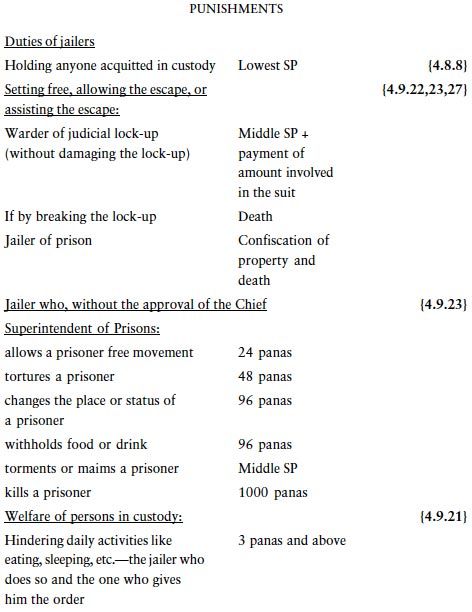 PUNISHMENTS
Duties of jailers
Holding anyone acquitted in custody Lowest SP {4.8.8}
Setting free, allowing the escape, or {4.9.22,23,27}
assisting the escape:
Warder of judicial lock-up Middle SP +
(without damaging the lock-up) payment of
amount involved
in the suit
If by breaking the lock-up Death
Jailer of prison Confiscation of
property and
death
Jailer who, without the approval of the Chief {4.9.23}
Superintendent of Prisons:
allows a prisoner free movement 24 panas
tortures a prisoner 48 panas
changes the place or status of 96 panas
a prisoner
withholds food or drink 96 panas
torments or maims a prisoner Middle SP
kills a prisoner 1000 panas
Welfare of persons in custody: {4.9.21}
Hindering daily activities like 3 panas and above
eating, sleeping, etc.—the jailer who
does so and the one who gives
him the order